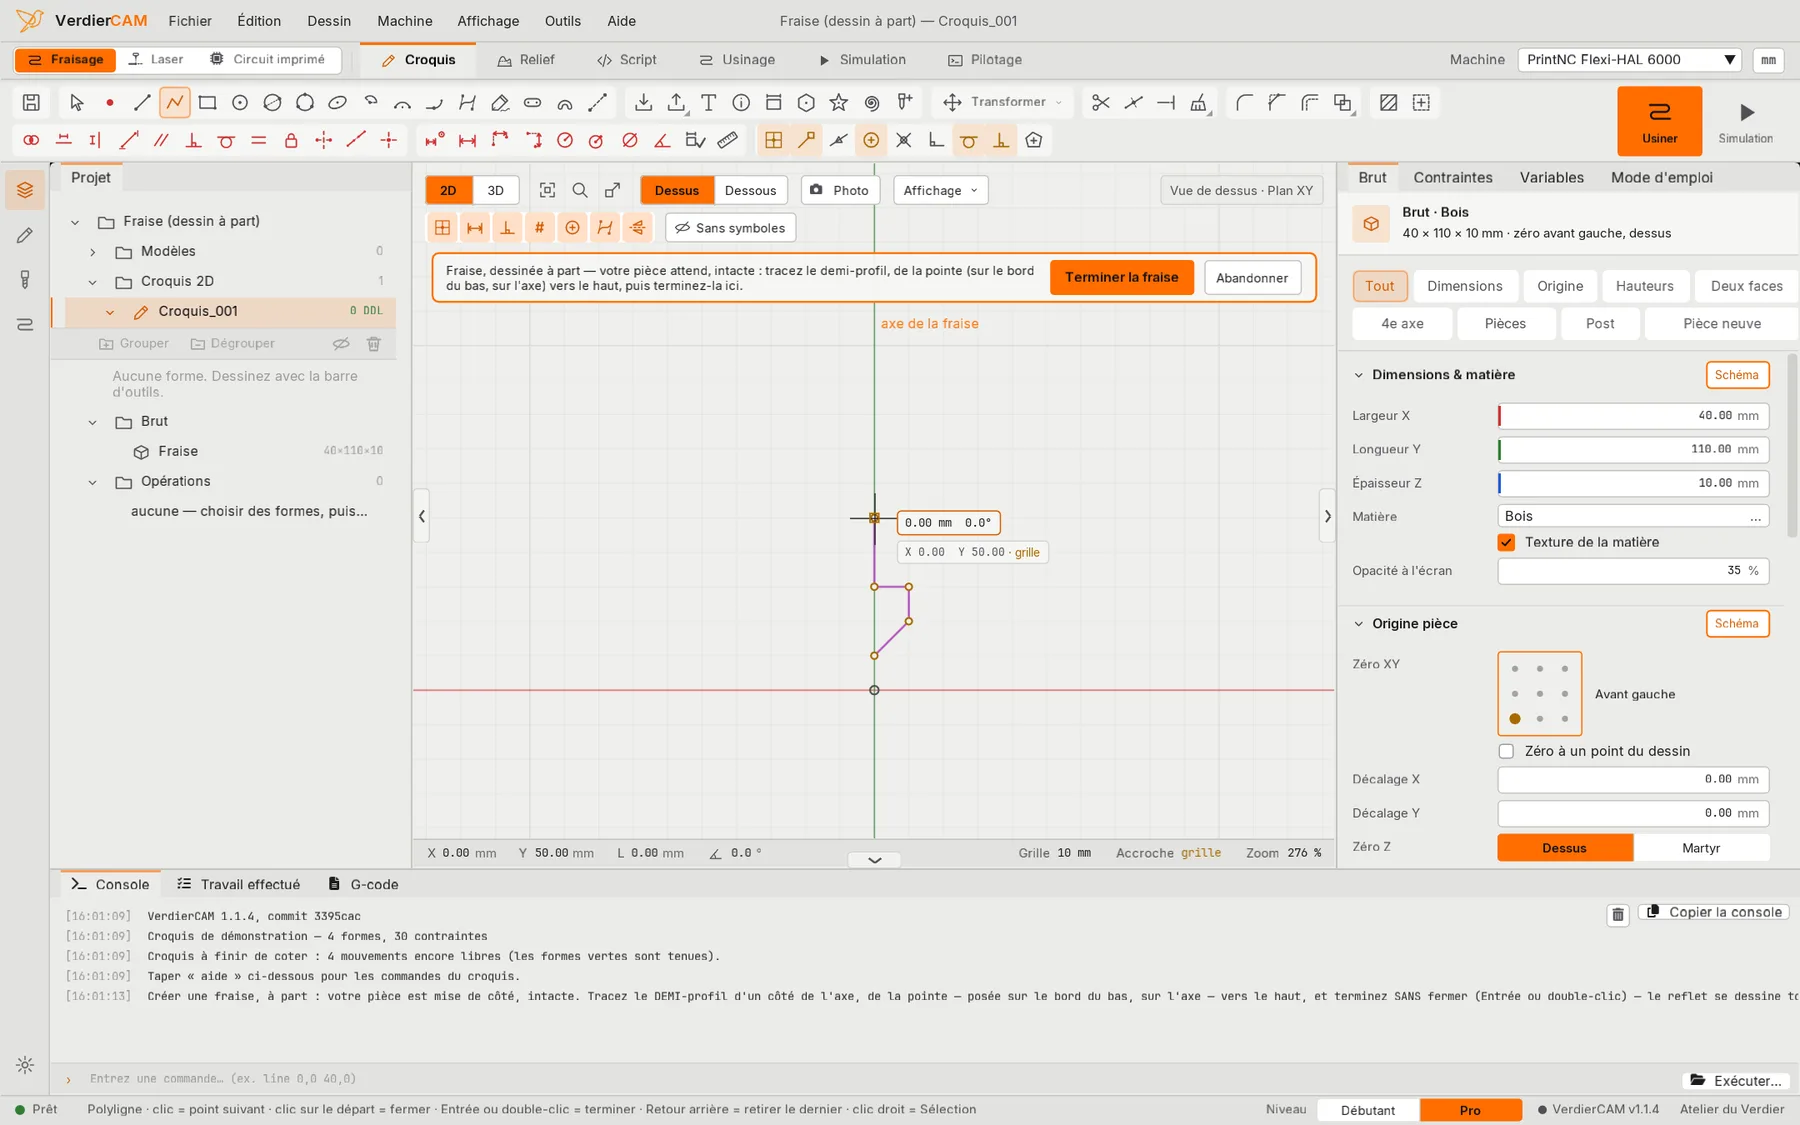 VerdierCAM
Fichier
Édition
Dessin
Machine
Affichage
Outils
Aide
Fraise (dessin à part) — Croquis_001
Fraisage
Laser
Circuit imprimé
Croquis
Relief
Script
Usinage
Simulation
Pilotage
Machine
PrintNC Flexi-HAL 6000
mm
Transformer
Usiner
Simulation
Projet
Fraise (dessin à part)
Modèles 0
Croquis 2D 1
Croquis_001 0 DDL
Grouper
Dégrouper
Aucune forme. Dessinez avec la barre
d'outils.
Brut
Fraise 40×110×10
Opérations 0
aucune — choisir des formes, puis...
2D
3D
Dessus
Dessous
Photo
Affichage
Vue de dessus · Plan XY
Sans symboles
Fraise, dessinée à part — votre pièce attend, intacte : tracez le demi-profil, de la pointe (sur le bord
du bas, sur l'axe) vers le haut, puis terminez-la ici.
Terminer la fraise
Abandonner
axe de la fraise
0.00 mm 0.0°
X 0.00 Y 50.00 · grille
X 0.00 mm Y 50.00 mm L 0.00 mm 0.0 °
Grille 10 mm Accroche grille Zoom 276 %
Brut
Contraintes
Variables
Mode d'emploi
Brut · Bois
40 × 110 × 10 mm · zéro avant gauche, dessus
Tout
Dimensions
Origine
Hauteurs
Deux faces
4e axe
Pièces
Post
Pièce neuve
Dimensions & matière
Schéma
Largeur X 40.00 mm
Longueur Y 110.00 mm
Épaisseur Z 10.00 mm
Matière Bois ...
Texture de la matière
Opacité à l'écran 35 %
Origine pièce
Schéma
Zéro XY
Avant gauche
Zéro à un point du dessin
Décalage X 0.00 mm
Décalage Y 0.00 mm
Zéro Z Dessus Martyr
Console
Travail effectué
G-code
Copier la console
[16:01:09] VerdierCAM 1.1.4, commit 3395cac
[16:01:09] Croquis de démonstration — 4 formes, 30 contraintes
[16:01:09] Croquis à finir de coter : 4 mouvements encore libres (les formes vertes sont tenues).
[16:01:09] Taper « aide » ci-dessous pour les commandes du croquis.
[16:01:13] Créer une fraise, à part : votre pièce est mise de côté, intacte. Tracez le DEMI-profil d'un côté de l'axe, de la pointe — posée sur le bord du bas, sur l'axe — vers le haut, et terminez SANS fermer (Entrée ou double-clic) — le reflet se dessine
› Entrez une commande… (ex. line 0,0 40,0)
Exécuter...
Prêt
Polyligne · clic = point suivant · clic sur le départ = fermer · Entrée ou double-clic = terminer · Retour arrière = retirer le dernier · clic droit = Sélection
Niveau
Débutant
Pro
VerdierCAM v1.1.4
Atelier du Verdier